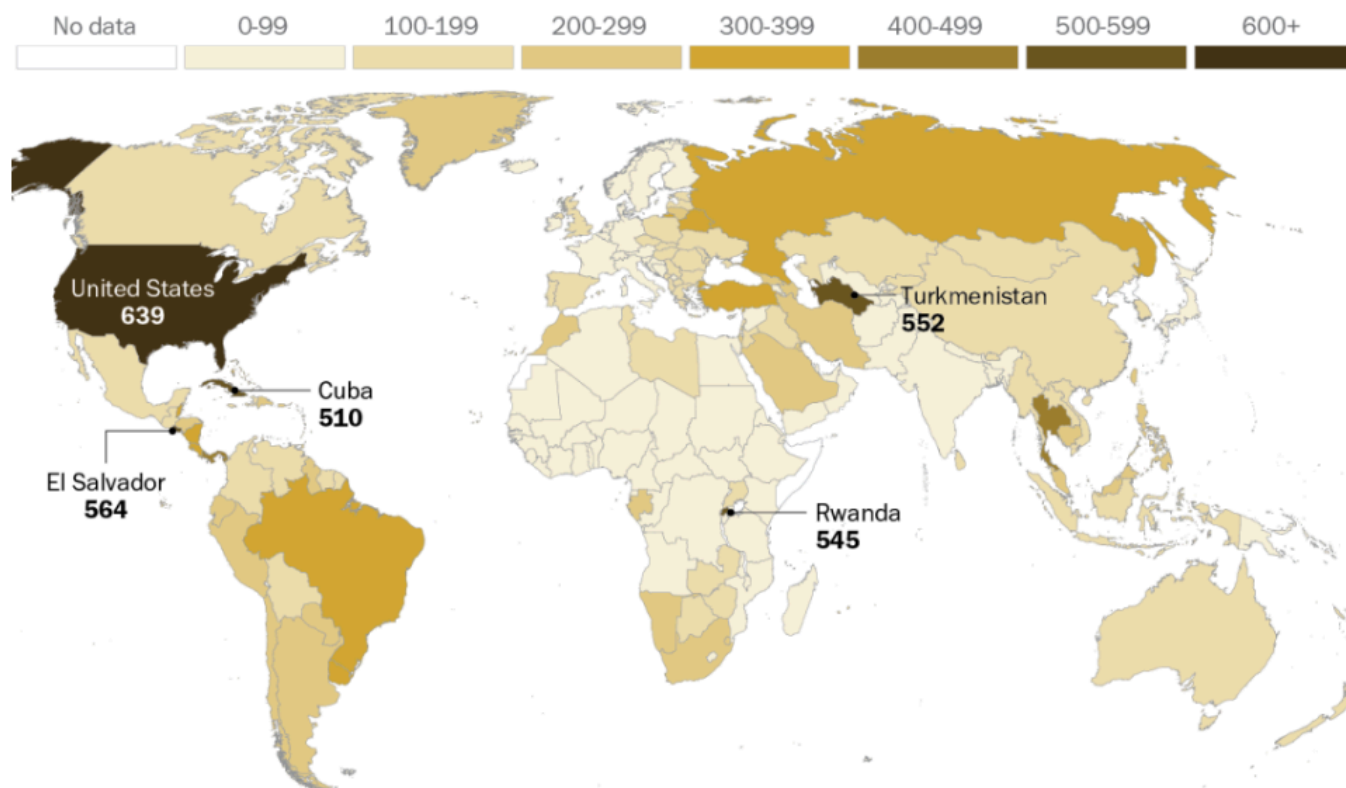 No data 0-99 100-199 200-299 300-399 400-499 500-599 600+
United States
639
Turkmenistan
552
Cuba
510
El Salvador
564
Rwanda
545